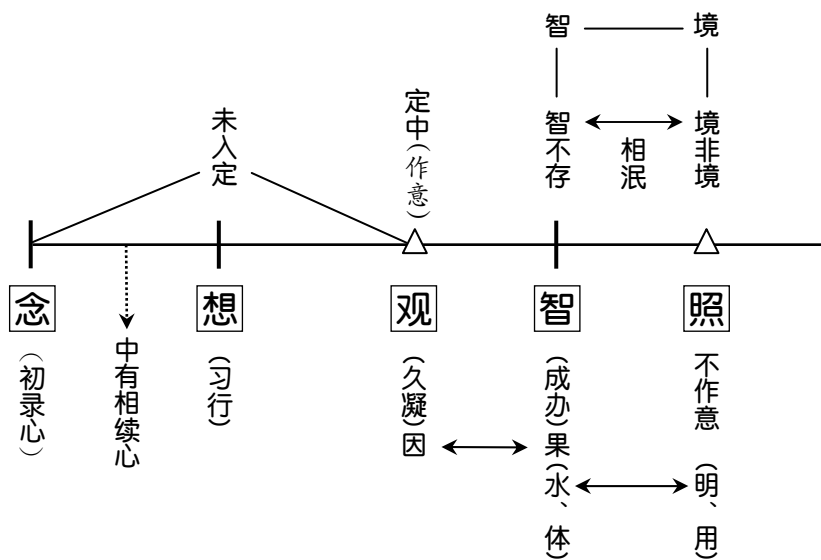 智 境
智不存 相泯 境非境
未入定
定中(作意)
念 想 观 智 照
(初录心)
中有相续心
(习行)
(久凝)因
(成办)果(水、体)
不作意 (明、用)